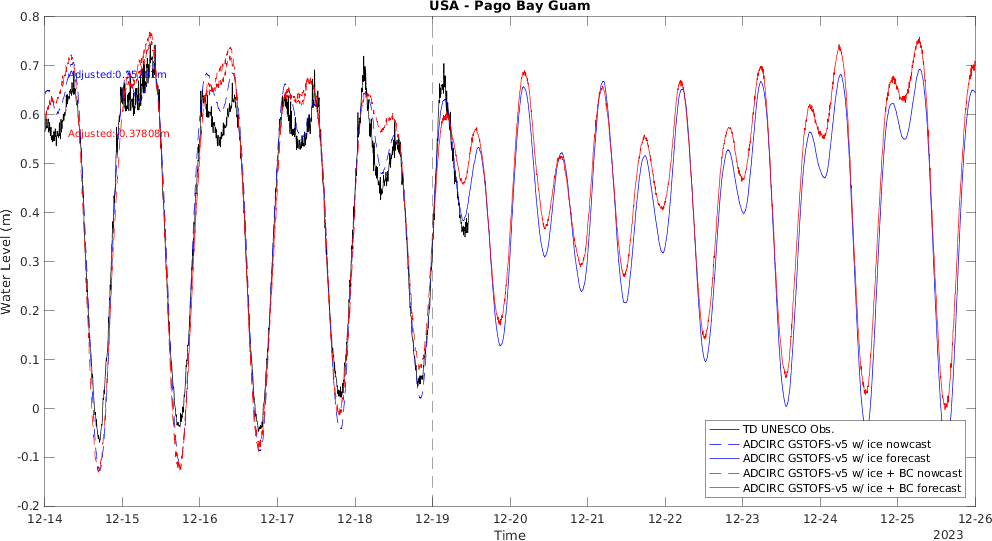 USA - Pago Bay Guam
0.8
0.7
0.6
0.5
0.4
0.3
0.2
0.1
0
-0.1
-0.2
Water Level (m)
Adjusted:0.37808m
TD UNESCO Obs.
ADCIRC GSTOFS-v5 w/ ice nowcast
ADCIRC GSTOFS-v5 w/ ice forecast
ADCIRC GSTOFS-v5 w/ ice + BC nowcast
ADCIRC GSTOFS-v5 w/ ice + BC forecast
12-14 12-15 12-16 12-17 12-18 12-19 12-20 12-21 12-22 12-23 12-24 12-25 12-26
Time
2023